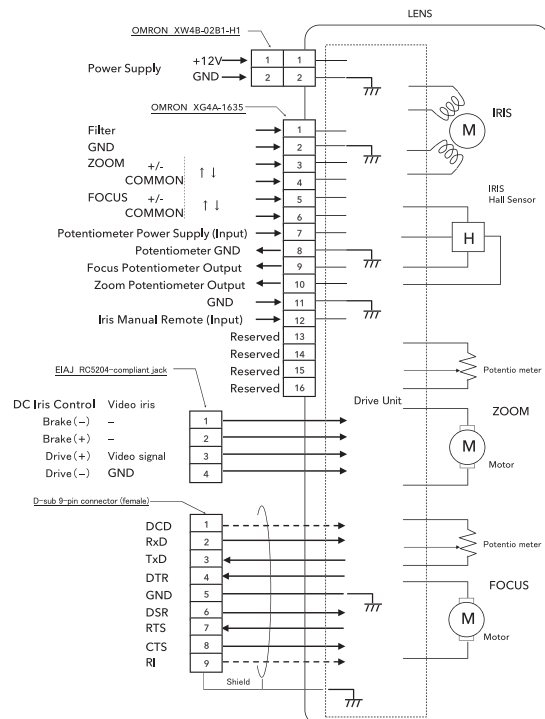 LENS
OMRON XW4B-02B1-H1
Power Supply
+12V 1 1
GND 2 2
OMRON XG4A-1635
Filter 1
GND 2
ZOOM +/- ↑ ↓ 3
COMMON 4
FOCUS +/- ↑ ↓ 5
COMMON 6
Potentiometer Power Supply (Input) 7
Potentiometer GND 8
Focus Potentiometer Output 9
Zoom Potentiometer Output 10
GND 11
Iris Manual Remote (Input) 12
Reserved 13
Reserved 14
Reserved 15
Reserved 16
EIAJ RC5204-compliant jack
DC Iris Control Video iris
Brake(-) - 1
Brake(+) - 2
Drive(+) Video signal 3
Drive(-) GND 4
D-sub 9-pin connector (female)
DCD 1
RxD 2
TxD 3
DTR 4
GND 5
DSR 6
RTS 7
CTS 8
RI 9
Shield
Drive Unit
M
IRIS
IRIS
Hall Sensor
H
Potentio meter
ZOOM
M
Motor
Potentio meter
FOCUS
M
Motor